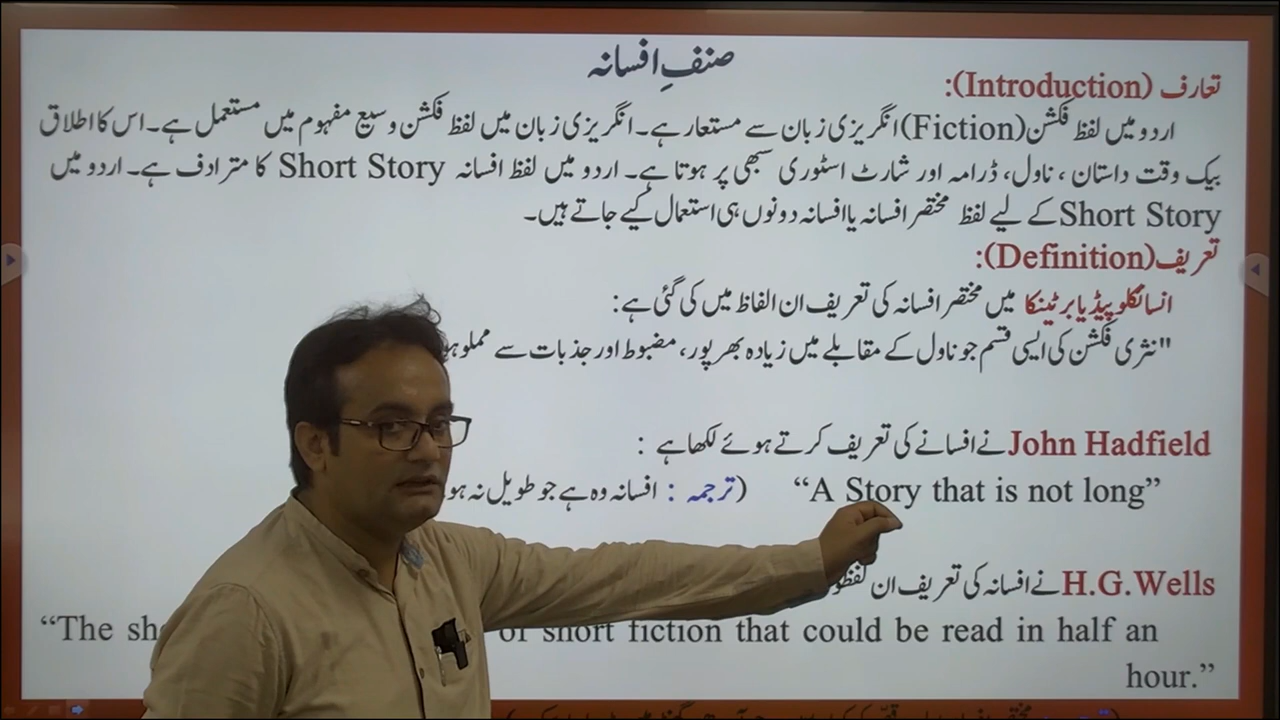 صنفِ افسانہ
تعارف (Introduction):
اردو میں لفظ فکشن (Fiction) انگریزی زبان سے مستعار ہے۔ انگریزی زبان میں لفظ فکشن وسیع مفہوم میں مستعمل ہے۔ اس کا اطلاق
بیک وقت داستان ، ناول، ڈرامہ اور شارٹ اسٹوری سبھی پر ہوتا ہے۔ اردو میں لفظ افسانہ Short Story کا مترادف ہے۔ اردو میں
Short Story کے لیے لفظ مختصر افسانہ یا افسانہ دونوں ہی استعمال کیے جاتے ہیں۔
تعریف (Definition):
انسائکلوپیڈیا برٹینکا میں مختصر افسانہ کی تعریف ان الفاظ میں کی گئی ہے :
"نثری فکشن کی ایسی قسم جو ناول کے مقابلے میں زیادہ بھرپور، مضبوط اور جذبات سے مملو
John Hadfield نے افسانے کی تعریف کرتے ہوئے لکھا ہے :
“A Story that is not long” (ترجمہ : افسانہ وہ ہے جو طویل نہ ہو
H.G.Wells نے افسانہ کی تعریف ان
“The of short fiction that could be read in half an
hour.”